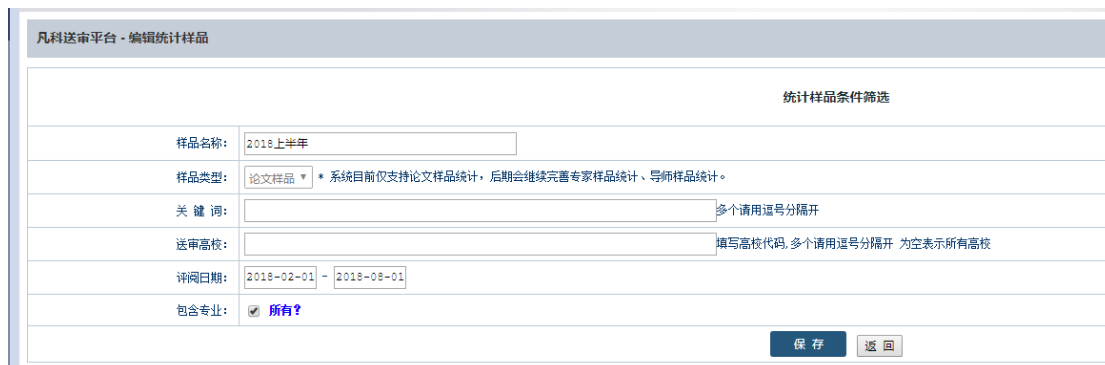 凡科送审平台 - 编辑统计样品
统计样品条件筛选
样品名称: 2018上半年
样品类型: 论文样品 * 系统目前仅支持论文样品统计,后期会继续完善专家样品统计、导师样品统计。
关 键 词: 多个请用逗号分隔开
送审高校: 填写高校代码,多个请用逗号分隔开 为空表示所有高校
评阅日期: 2018-02-01 - 2018-08-01
包含专业: 所有?
保 存 返 回